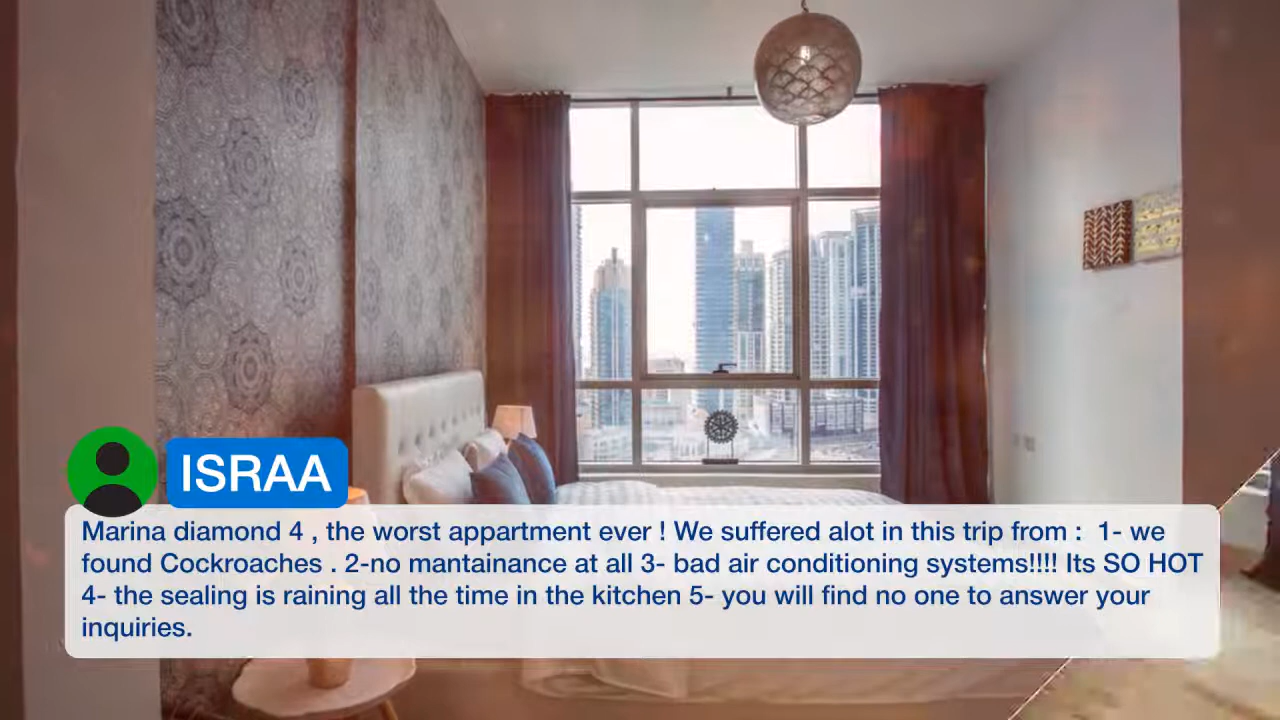 ISRAA
Marina diamond 4 , the worst appartment ever ! We suffered alot in this trip from :  1- we
found Cockroaches . 2-no mantainance at all 3- bad air conditioning systems!!!! Its SO HOT
4- the sealing is raining all the time in the kitchen 5- you will find no one to answer your
inquiries.